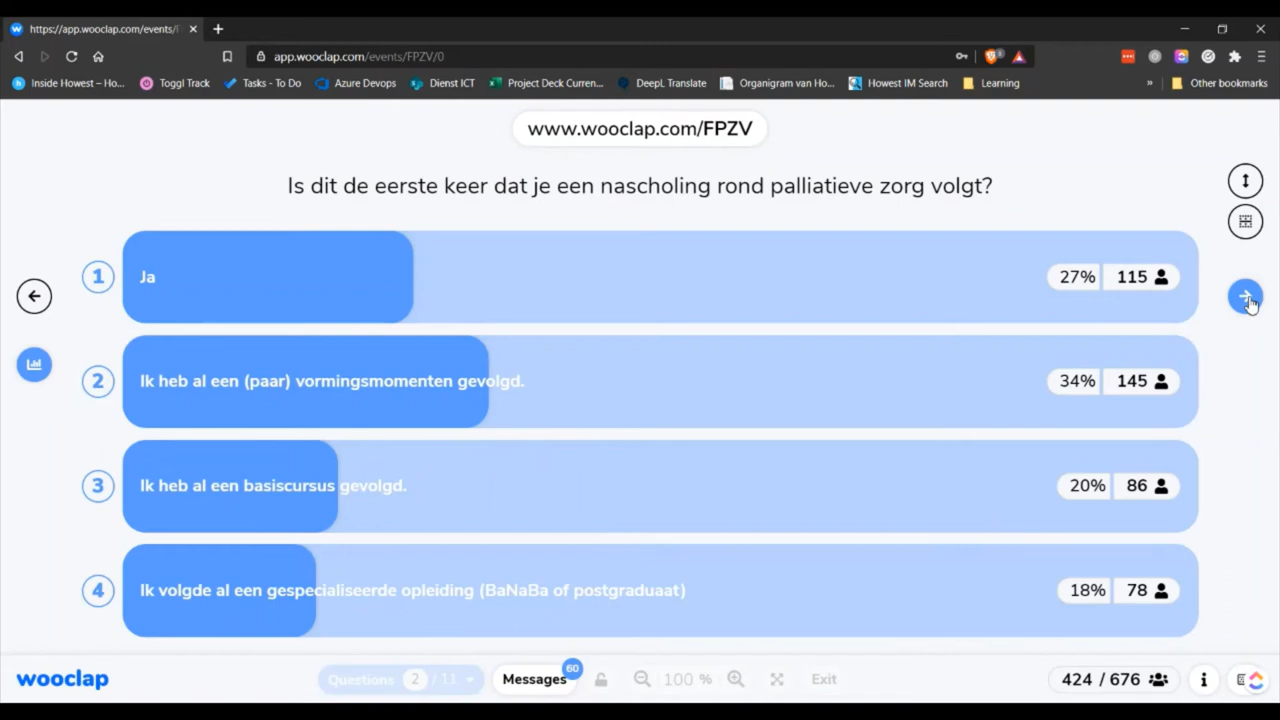 https://app.wooclap.com/events/
app.wooclap.com/events/FPZV/0
Inside Howest – Ho...
Toggl Track
Tasks - To Do
Azure Devops
Dienst ICT
Project Deck Curren...
DeepL Translate
Organigram van Ho...
Howest IM Search
Learning
»
Other bookmarks
www.wooclap.com/FPZV
Is dit de eerste keer dat je een nascholing rond palliatieve zorg volgt?
1 Ja 27% 115
2 Ik heb al een (paar) vormingsmomenten gevolgd. 34% 145
3 Ik heb al een basiscursus gevolgd. 20% 86
4 Ik volgde al een gespecialiseerde opleiding (BaNaBa of postgraduaat) 18% 78
wooclap
Questions 2 / 11
Messages 60
100 %
Exit
424 / 676